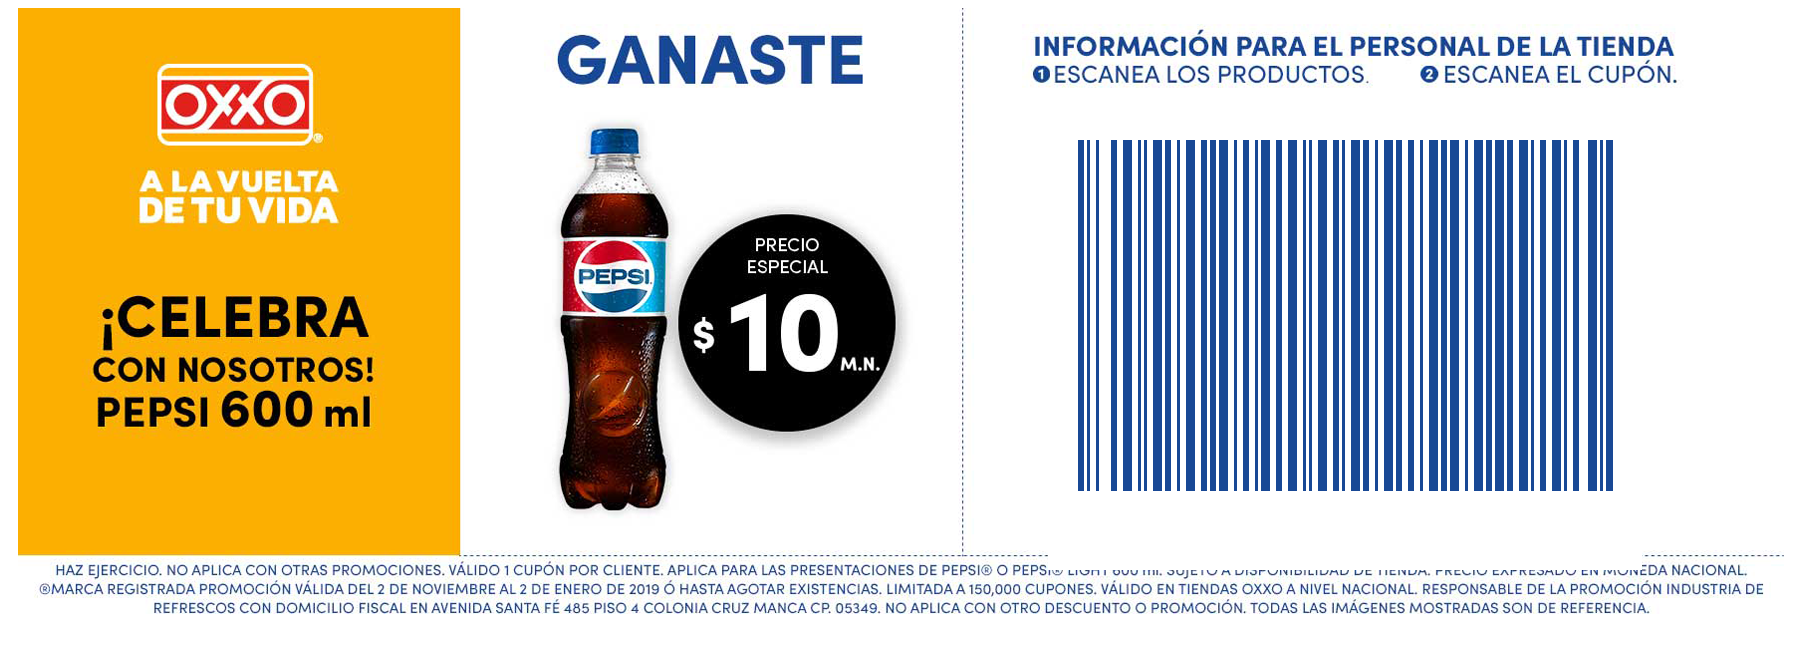 OXXO®
A LA VUELTA
DE TU VIDA
¡CELEBRA
CON NOSOTROS!
PEPSI 600 ml
GANASTE
PEPSI.
PRECIO
ESPECIAL
$ 10 M.N.
INFORMACIÓN PARA EL PERSONAL DE LA TIENDA
1 ESCANEA LOS PRODUCTOS. 2 ESCANEA EL CUPÓN.
HAZ EJERCICIO. NO APLICA CON OTRAS PROMOCIONES. VÁLIDO 1 CUPÓN POR CLIENTE. APLICA PARA LAS PRESENTACIONES DE PEPSI® O PEPSI® LIGHT 600 ml. SUJETO A DISPONIBILIDAD DE TIENDA. PRECIO EXPRESADO EN MONEDA NACIONAL.
®MARCA REGISTRADA PROMOCIÓN VÁLIDA DEL 2 DE NOVIEMBRE AL 2 DE ENERO DE 2019 Ó HASTA AGOTAR EXISTENCIAS. LIMITADA A 150,000 CUPONES. VÁLIDO EN TIENDAS OXXO A NIVEL NACIONAL. RESPONSABLE DE LA PROMOCIÓN INDUSTRIA DE
REFRESCOS CON DOMICILIO FISCAL EN AVENIDA SANTA FÉ 485 PISO 4 COLONIA CRUZ MANCA CP. 05349. NO APLICA CON OTRO DESCUENTO O PROMOCIÓN. TODAS LAS IMÁGENES MOSTRADAS SON DE REFERENCIA.